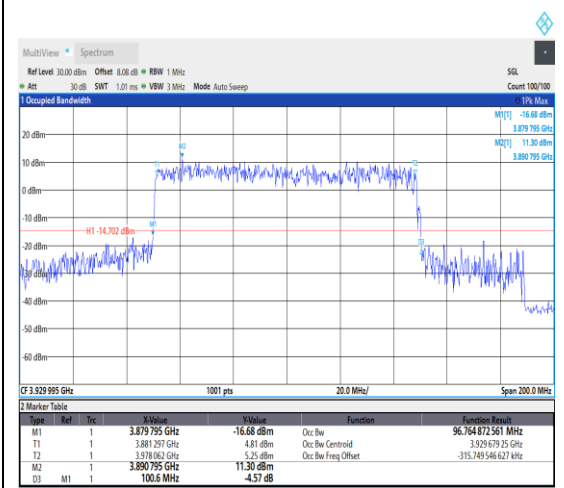 MultiView Spectrum
Ref Level 30.00 dBm Offset 8.08 dB RBW 1 MHz SGL
Att 30 dB SWT 1.01 ms VBW 3 MHz Mode Auto Sweep Count 100/100
1 Occupied Bandwidth 1Pk Max
M1[1] -16.68 dBm
3.879 795 GHz
M2[1] 11.30 dBm
3.890 795 GHz
20 dBm
M2
T1 T2
10 dBm
0 dBm
-10 dBm
M1
H1 -14.702 dBm
D3
-20 dBm
-30 dBm
-40 dBm
-50 dBm
-60 dBm
CF 3.929 995 GHz 1001 pts 20.0 MHz/ Span 200.0 MHz
2 Marker Table
Type Ref Trc X-Value Y-Value Function Function Result
M1 1 3.879 795 GHz -16.68 dBm Occ Bw 96.764 872 561 MHz
T1 1 3.881 297 GHz 4.81 dBm Occ Bw Centroid 3.929 679 25 GHz
T2 1 3.978 062 GHz 5.25 dBm Occ Bw Freq Offset -315.749 546 627 kHz
M2 1 3.890 795 GHz 11.30 dBm
D3 M1 1 100.6 MHz -4.57 dB